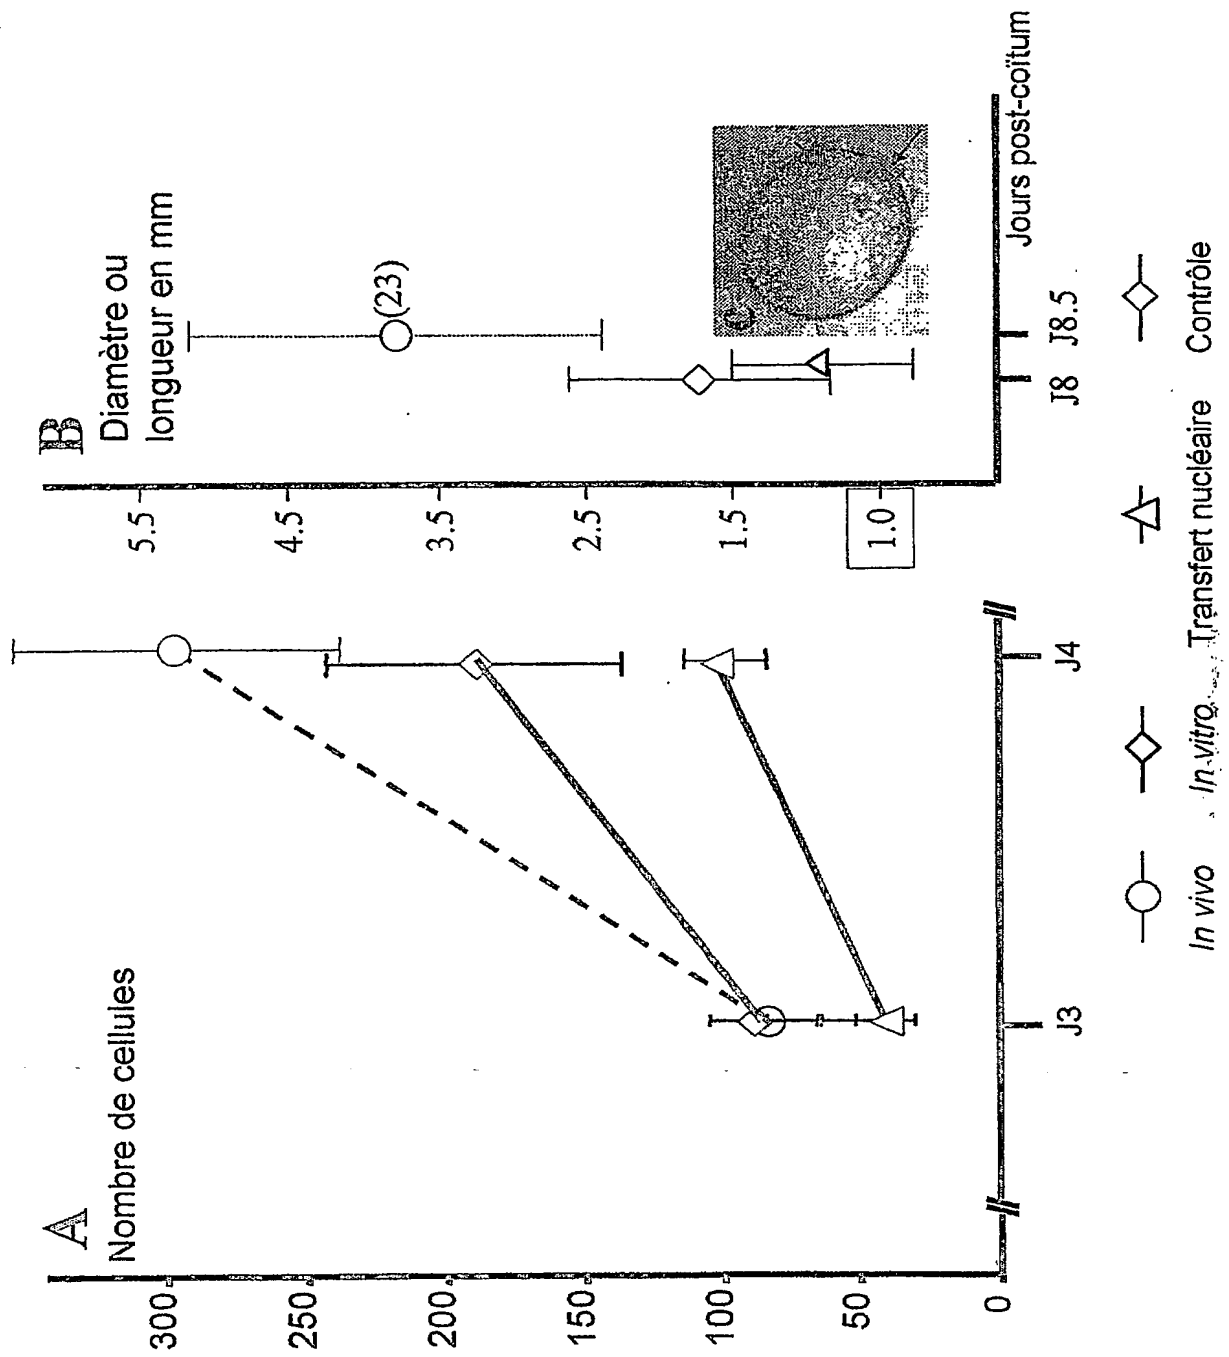 A
Nombre de cellules
300
250
200
150
100
50
0
J3
J4
B
Diamètre ou
longueur en mm
5.5
4.5
3.5
2.5
1.5
1.0
(23)
C
J8
J8.5
Jours post-coïtum
In vivo
In vitro
Transfert nucléaire
Contrôle